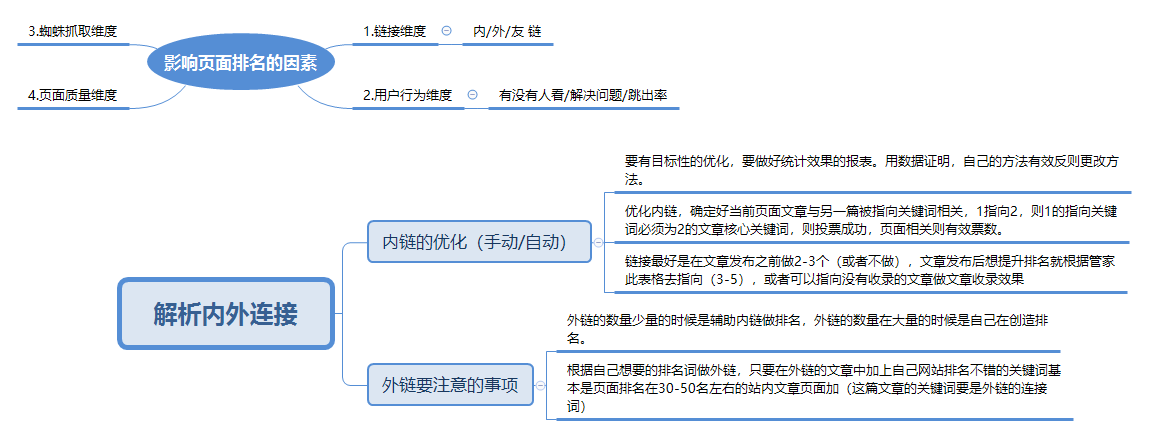 影响页面排名的因素
1.链接维度
内/外/友 链
2.用户行为维度
有没有人看/解决问题/跳出率
3.蜘蛛抓取维度
4.页面质量维度
解析内外连接
内链的优化（手动/自动）
要有目标性的优化，要做好统计效果的报表。用数据证明，自己的方法有效反则更改方
法。
优化内链，确定好当前页面文章与另一篇被指向关键词相关，1指向2，则1的指向关键
词必须为2的文章核心关键词，则投票成功，页面相关则有效票数。
链接最好是在文章发布之前做2-3个（或者不做），文章发布后想提升排名就根据管家
此表格去指向（3-5），或者可以指向没有收录的文章做文章收录效果
外链要注意的事项
外链的数量少量的时候是辅助内链做排名，外链的数量在大量的时候是自己在创造排
名。
根据自己想要的排名词做外链，只要在外链的文章中加上自己网站排名不错的关键词基
本是页面排名在30-50名左右的站内文章页面加（这篇文章的关键词要是外链的连接
词）